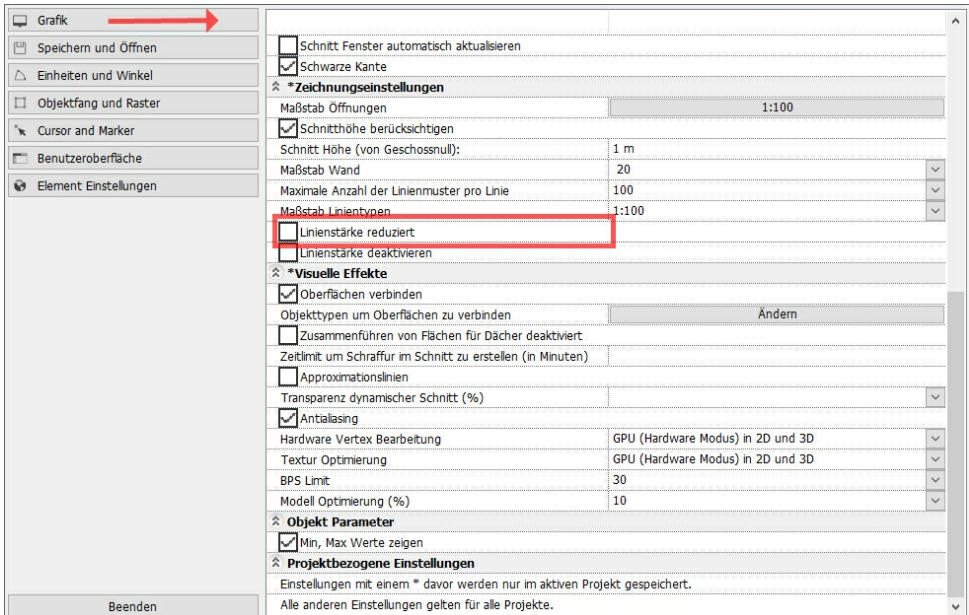 Grafik
Speichern und Öffnen
Einheiten und Winkel
Objektfang und Raster
Cursor and Marker
Benutzeroberfläche
Element Einstellungen
Beenden
Schnitt Fenster automatisch aktualisieren
Schwarze Kante
*Zeichnungseinstellungen
Maßstab Öffnungen 1:100
Schnitthöhe berücksichtigen
Schnitt Höhe (von Geschossnull): 1 m
Maßstab Wand 20
Maximale Anzahl der Linienmuster pro Linie 100
Maßstab Linientypen 1:100
Linienstärke reduziert
Linienstärke deaktivieren
*Visuelle Effekte
Oberflächen verbinden
Objekttypen um Oberflächen zu verbinden Ändern
Zusammenführen von Flächen für Dächer deaktiviert
Zeitlimit um Schraffur im Schnitt zu erstellen (in Minuten)
Approximationslinien
Transparenz dynamischer Schnitt (%)
Antialiasing
Hardware Vertex Bearbeitung GPU (Hardware Modus) in 2D und 3D
Textur Optimierung GPU (Hardware Modus) in 2D und 3D
BPS Limit 30
Modell Optimierung (%) 10
Objekt Parameter
Min, Max Werte zeigen
Projektbezogene Einstellungen
Einstellungen mit einem * davor werden nur im aktiven Projekt gespeichert.
Alle anderen Einstellungen gelten für alle Projekte.